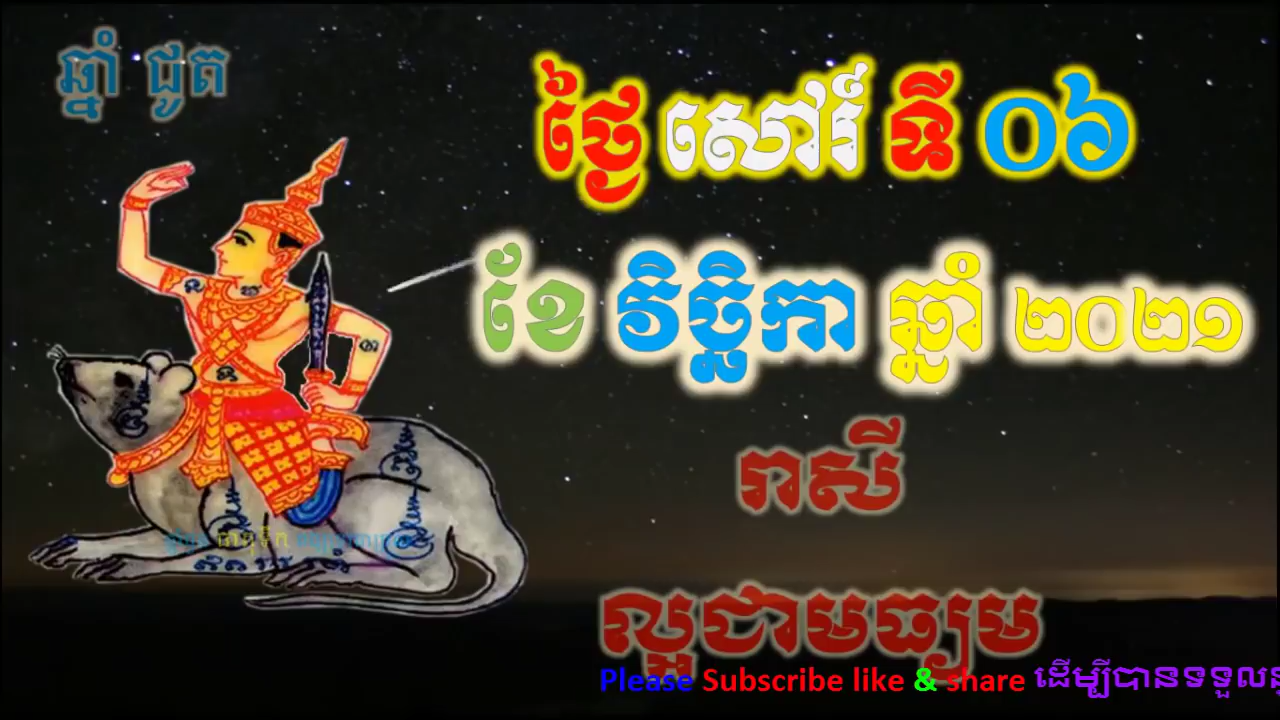 ឆ្នាំ ជូត
ថ្ងៃ សៅរ៍ ទី ០៦
ខែ វិច្ឆិកា ឆ្នាំ ២០២១
រាសី
ល្អជាមធ្យម
Please Subscribe like & share ដើម្បីបានទទួល